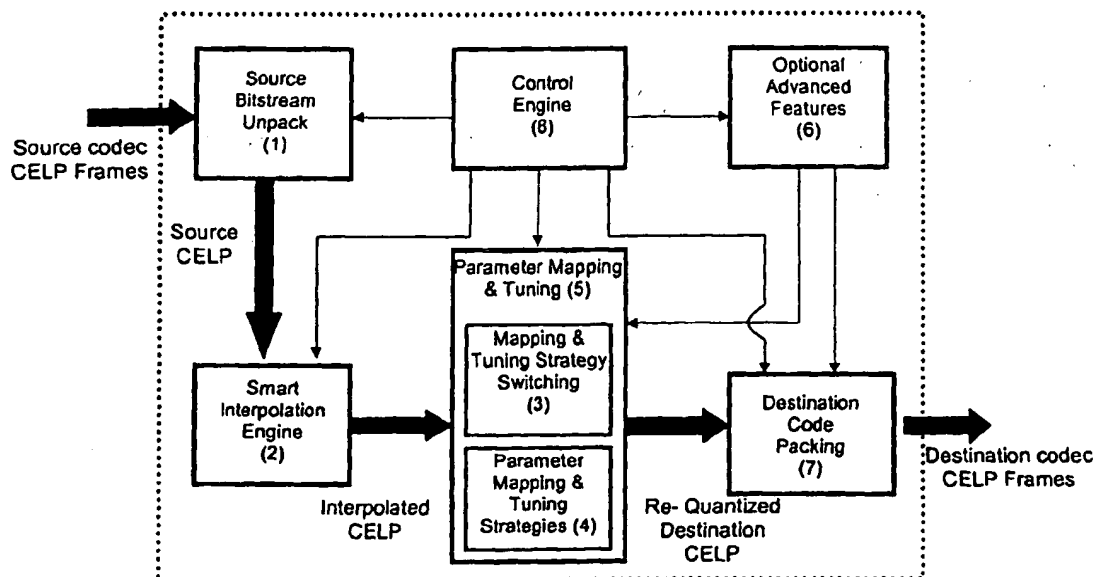 Source
Bitstream
Unpack
(1)
Control
Engine
(8)
Optional
Advanced
Features
(6)
Source codec
CELP Frames
Source
CELP
Parameter Mapping
& Tuning (5)
Mapping &
Tuning Strategy
Switching
(3)
Parameter
Mapping &
Tuning
Strategies (4)
Smart
Interpolation
Engine
(2)
Destination
Code
Packing
(7)
Interpolated
CELP
Re- Quantized
Destination
CELP
Destination codec
CELP Frames